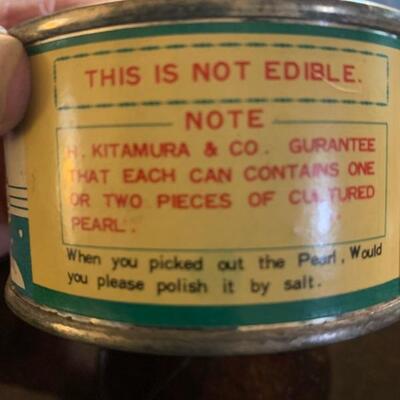 THIS IS NOT EDIBLE.
NOTE
H. KITAMURA & CO. GURANTEE
THAT EACH CAN CONTAINS ONE
OR TWO PIECES OF CULTURED
PEARL.
When you picked out the Pearl, Would
you please polish it by salt.